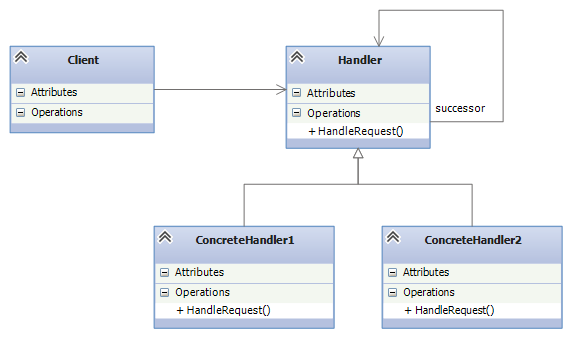 Client
Attributes
Operations
Handler
Attributes
Operations
+ HandleRequest()
successor
ConcreteHandler1
Attributes
Operations
+ HandleRequest()
ConcreteHandler2
Attributes
Operations
+ HandleRequest()